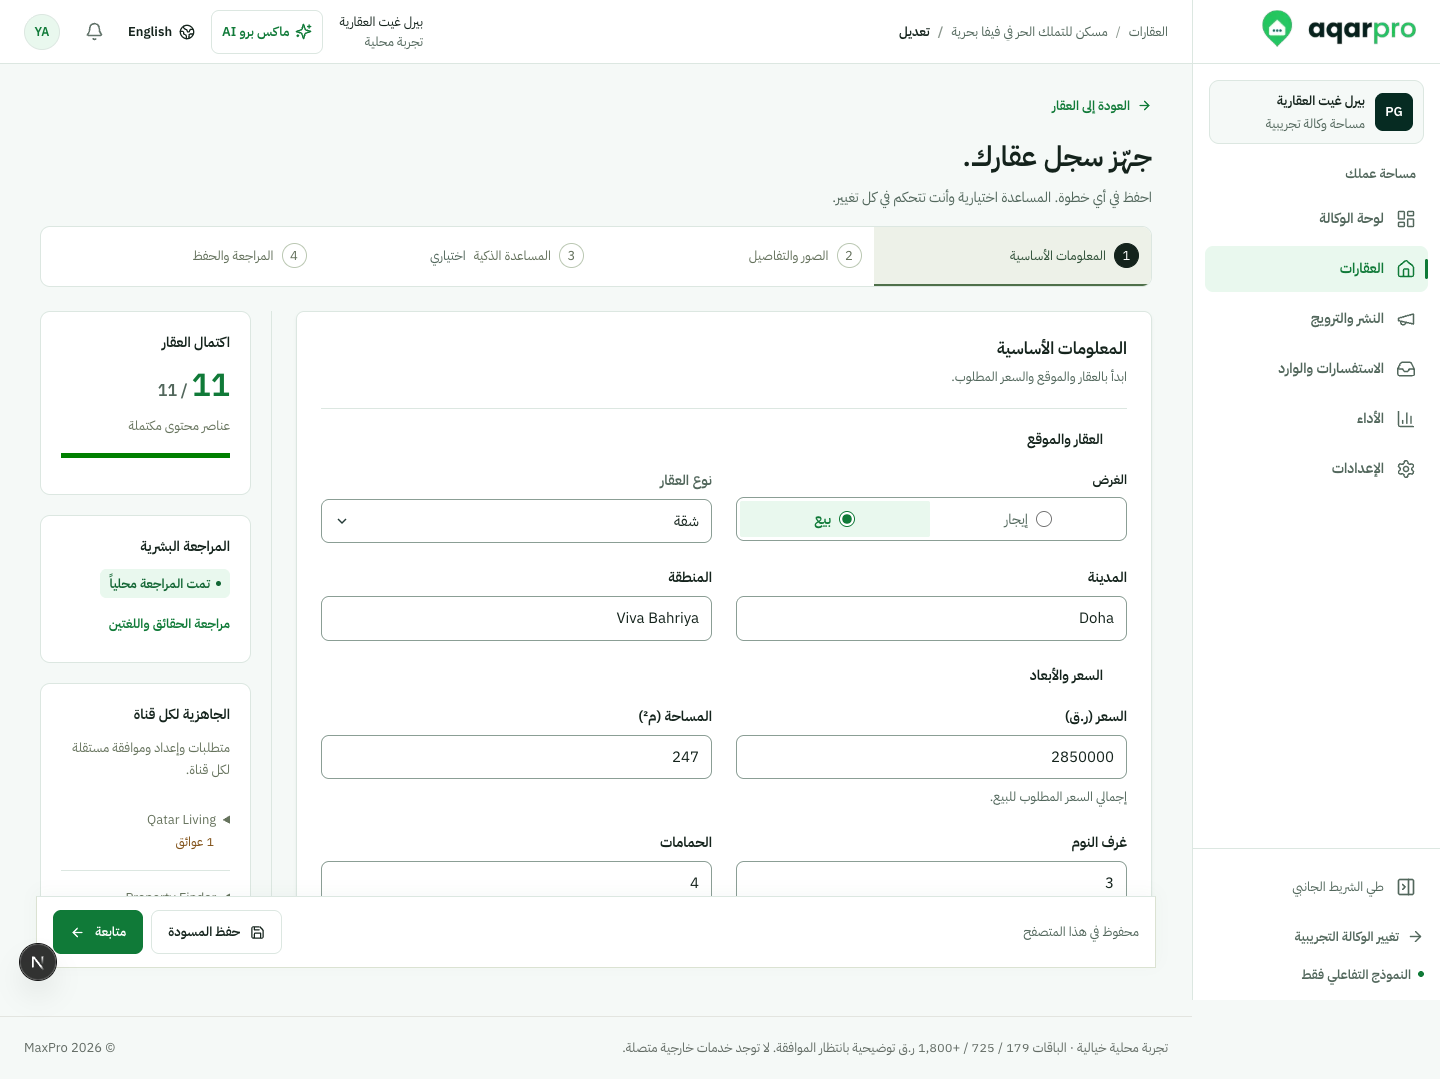 aqarpro
PG
بيرل غيت العقارية
مساحة وكالة تجريبية
مساحة عملك
لوحة الوكالة
العقارات
النشر والترويج
الاستفسارات والوارد
الأداء
الإعدادات
طي الشريط الجانبي
تغيير الوكالة التجريبية
النموذج التفاعلي فقط
العقارات / مسكن للتملك الحر في فيفا بحرية / تعديل
بيرل غيت العقارية
تجربة محلية
ماكس برو AI
English
YA
العودة إلى العقار
جهّز سجل عقارك.
احفظ في أي خطوة. المساعدة اختيارية وأنت تتحكم في كل تغيير.
1 المعلومات الأساسية
2 الصور والتفاصيل
3 المساعدة الذكية اختياري
4 المراجعة والحفظ
المعلومات الأساسية
ابدأ بالعقار والموقع والسعر المطلوب.
العقار والموقع
الغرض
إيجار
بيع
نوع العقار
شقة
المدينة
Doha
المنطقة
Viva Bahriya
السعر والأبعاد
السعر (ر.ق)
2850000
إجمالي السعر المطلوب للبيع.
المساحة (م²)
247
غرف النوم
3
الحمامات
4
اكتمال العقار
11 / 11
عناصر محتوى مكتملة
المراجعة البشرية
تمت المراجعة محلياً
مراجعة الحقائق واللغتين
الجاهزية لكل قناة
متطلبات وإعداد وموافقة مستقلة
لكل قناة.
Qatar Living
1 عوائق
محفوظ في هذا المتصفح
حفظ المسودة
متابعة
N
تجربة محلية خيالية · الباقات 179 / 725 / +1,800 ر.ق توضيحية بانتظار الموافقة. لا توجد خدمات خارجية متصلة.
© 2026 MaxPro